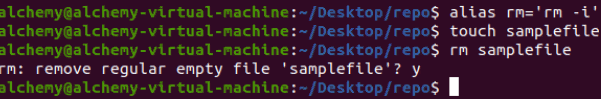 alchemy@alchemy-virtual-machine:~/Desktop/repo$ alias rm='rm -i'
alchemy@alchemy-virtual-machine:~/Desktop/repo$ touch samplefile
alchemy@alchemy-virtual-machine:~/Desktop/repo$ rm samplefile
rm: remove regular empty file 'samplefile'? y
alchemy@alchemy-virtual-machine:~/Desktop/repo$